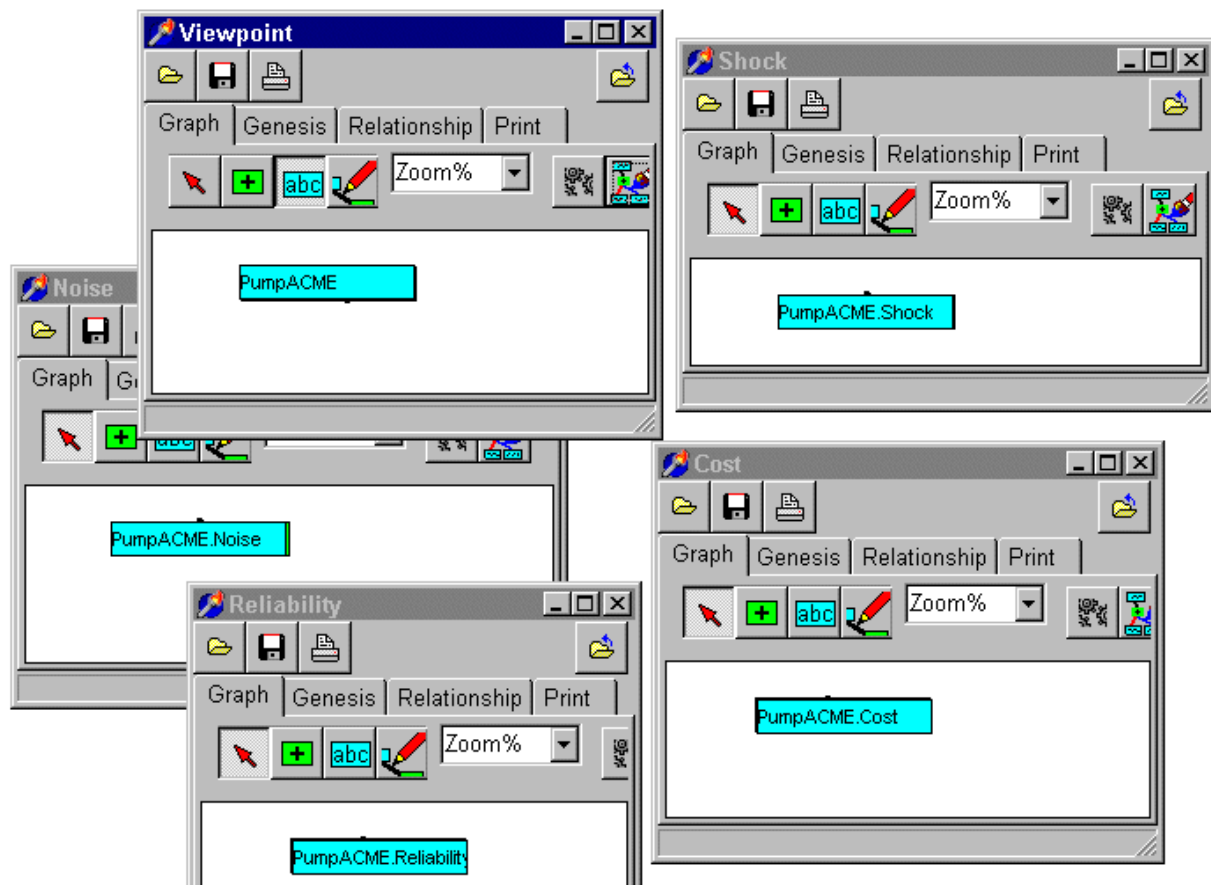 Viewpoint
Graph Genesis Relationship Print
abc Zoom%
PumpACME
Shock
Graph Genesis Relationship Print
abc Zoom%
PumpACME.Shock
Noise
Graph
abc
PumpACME.Noise
Cost
Graph Genesis Relationship Print
abc Zoom%
PumpACME.Cost
Reliability
Graph Genesis Relationship Print
abc Zoom%
PumpACME.Reliability